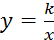 y = k/x